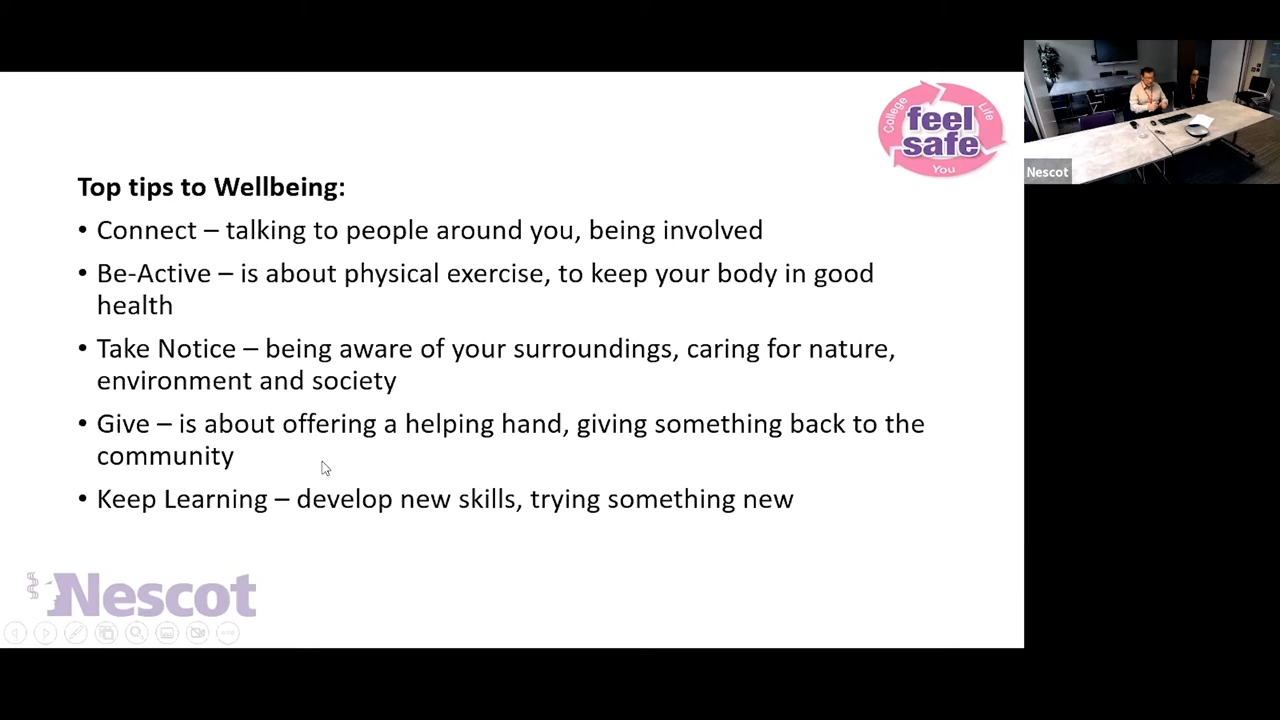 College
Life
feel
safe
You
Nescot
Top tips to Wellbeing:
• Connect – talking to people around you, being involved
• Be-Active – is about physical exercise, to keep your body in good
health
• Take Notice – being aware of your surroundings, caring for nature,
environment and society
• Give – is about offering a helping hand, giving something back to the
community
• Keep Learning – develop new skills, trying something new
Nescot